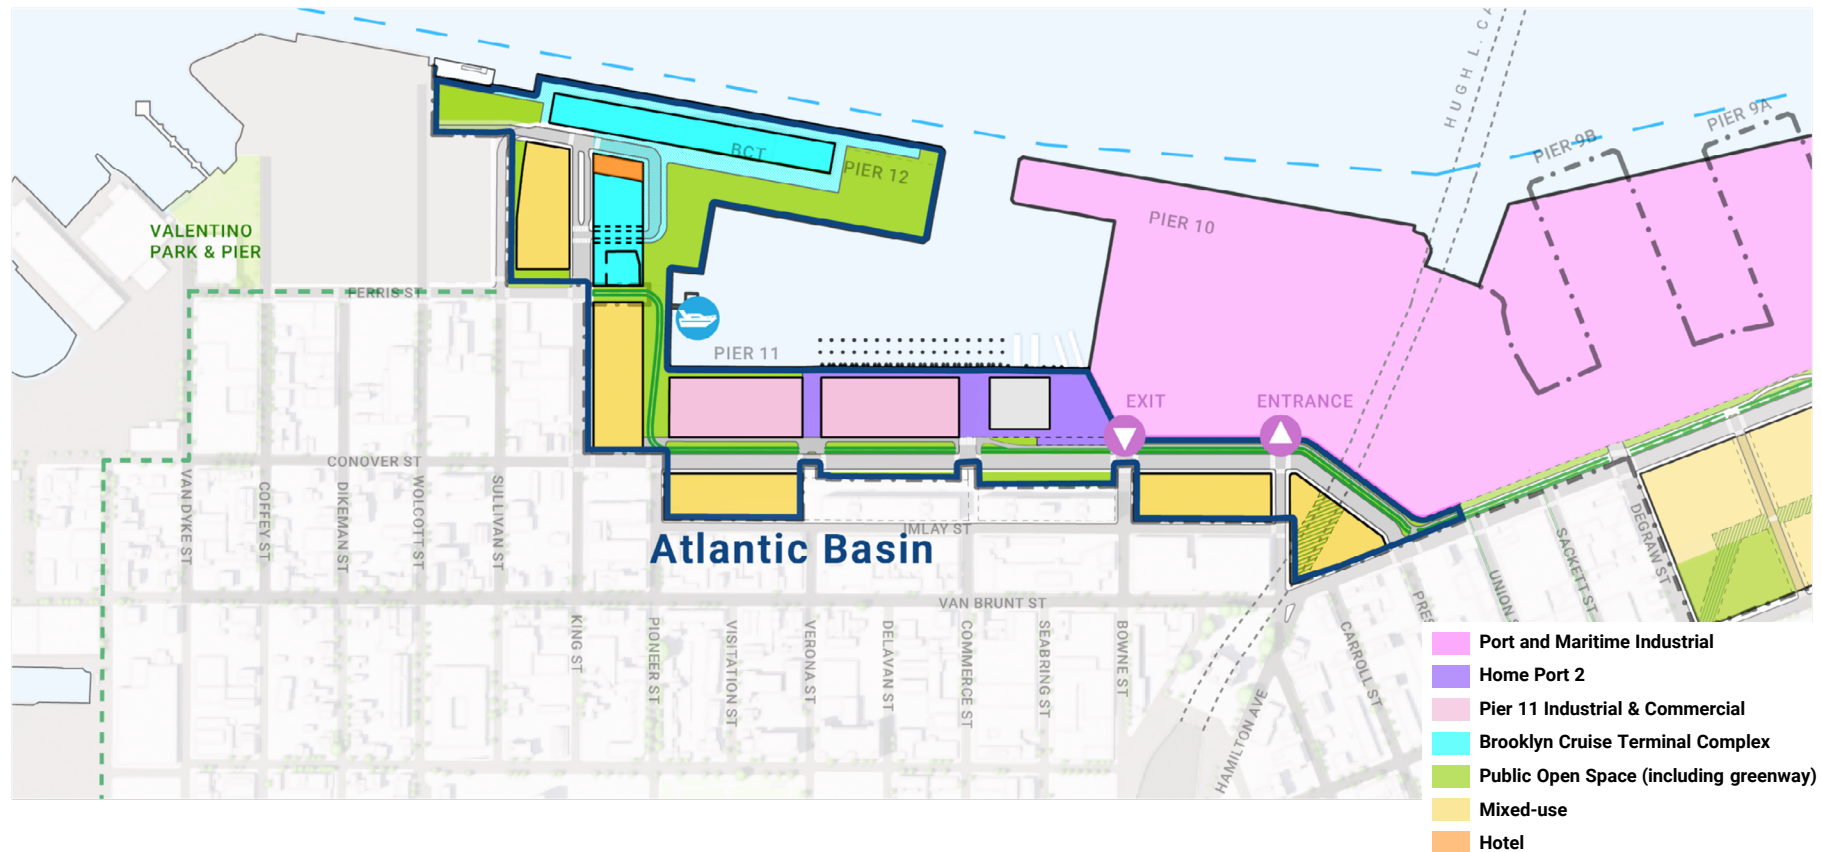 HUGH L. CA
PIER 9A
PIER 9B
BCT
PIER 12
PIER 10
VALENTINO
PARK & PIER
FERRIS ST
PIER 11
EXIT
ENTRANCE
CONOVER ST
VAN DYKE ST
COFFEY ST
DIKEMAN ST
WOLCOTT ST
SULLIVAN ST
IMLAY ST
Atlantic Basin
VAN BRUNT ST
KING ST
PIONEER ST
VISITATION ST
VERONA ST
DELAVAN ST
COMMERCE ST
SEABRING ST
BOWNE ST
HAMILTON AVE
CARROLL ST
PRES
UNION S
SACKETT ST
DEGRAW ST
Port and Maritime Industrial
Home Port 2
Pier 11 Industrial & Commercial
Brooklyn Cruise Terminal Complex
Public Open Space (including greenway)
Mixed-use
Hotel